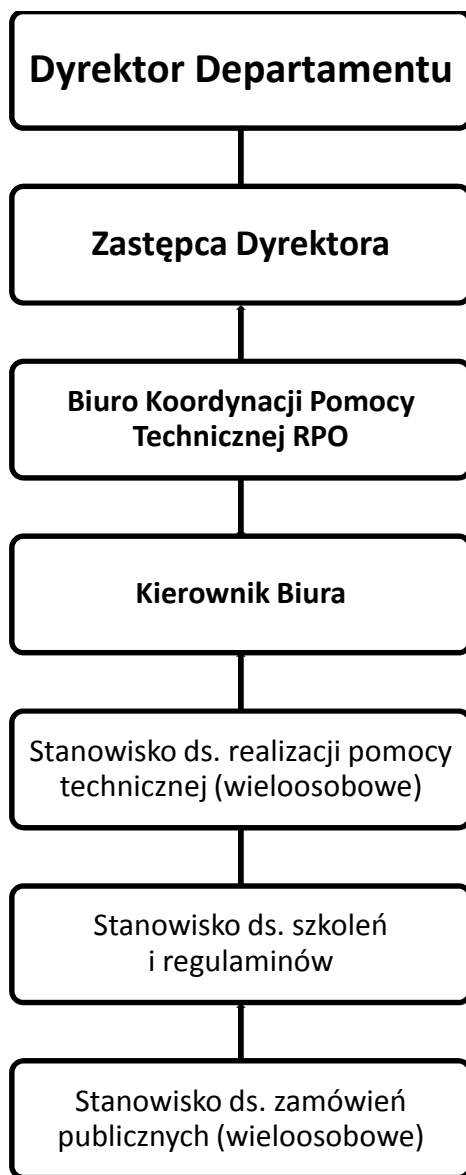 Dyrektor Departamentu
Zastępca Dyrektora
Biuro Koordynacji Pomocy
Technicznej RPO
Kierownik Biura
Stanowisko ds. realizacji pomocy
technicznej (wieloosobowe)
Stanowisko ds. szkoleń
i regulaminów
Stanowisko ds. zamówień
publicznych (wieloosobowe)